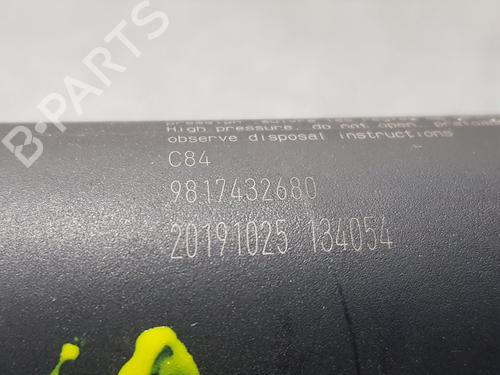 B-PARTS
High pressure, do not open
observe disposal instructions
C84
9817432680
20191025 134054